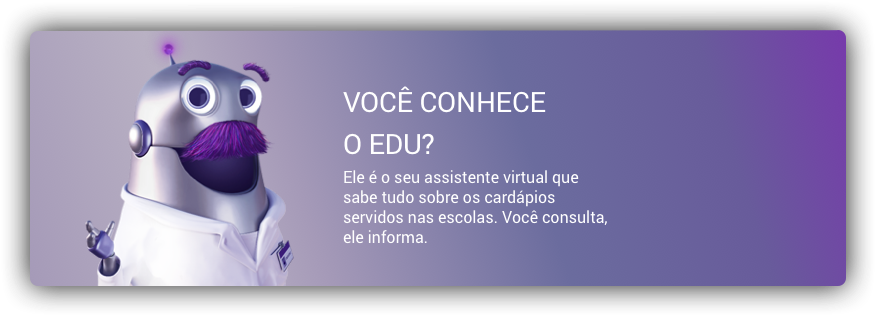 VOCÊ CONHECE
O EDU?
Ele é o seu assistente virtual que
sabe tudo sobre os cardápios
servidos nas escolas. Você consulta,
ele informa.